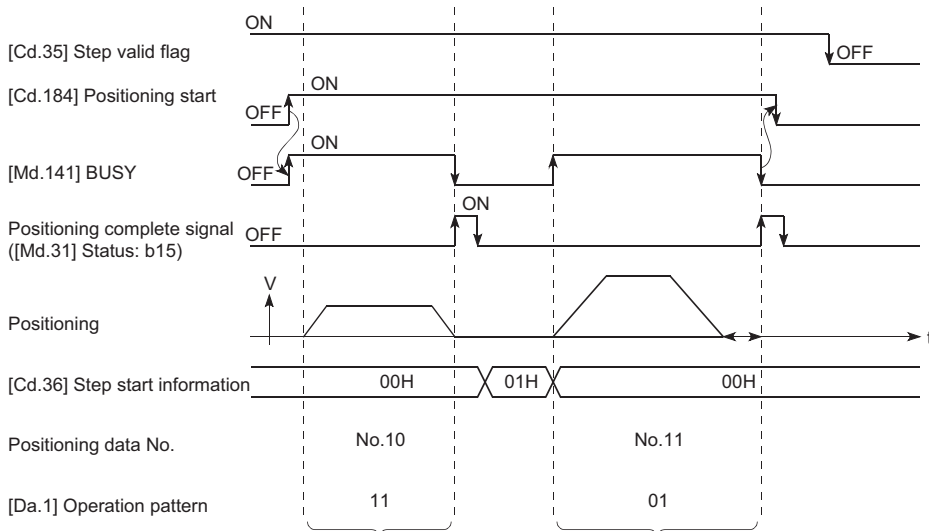 ON
[Cd.35] Step valid flag
OFF
[Cd.184] Positioning start
ON
OFF
ON
[Md.141] BUSY
OFF
ON
Positioning complete signal
OFF
([Md.31] Status: b15)
V
Positioning
t
[Cd.36] Step start information
00H
01H
00H
Positioning data No.
No.10
No.11
[Da.1] Operation pattern
11
01